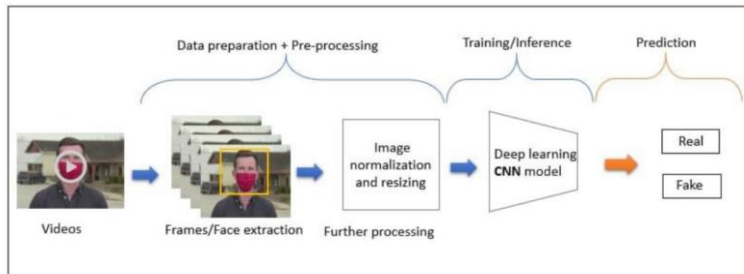 Data preparation + Pre-processing
Training/Inference
Prediction
Image
normalization
and resizing
Deep learning
CNN model
Real
Fake
Videos
Frames/Face extraction
Further processing